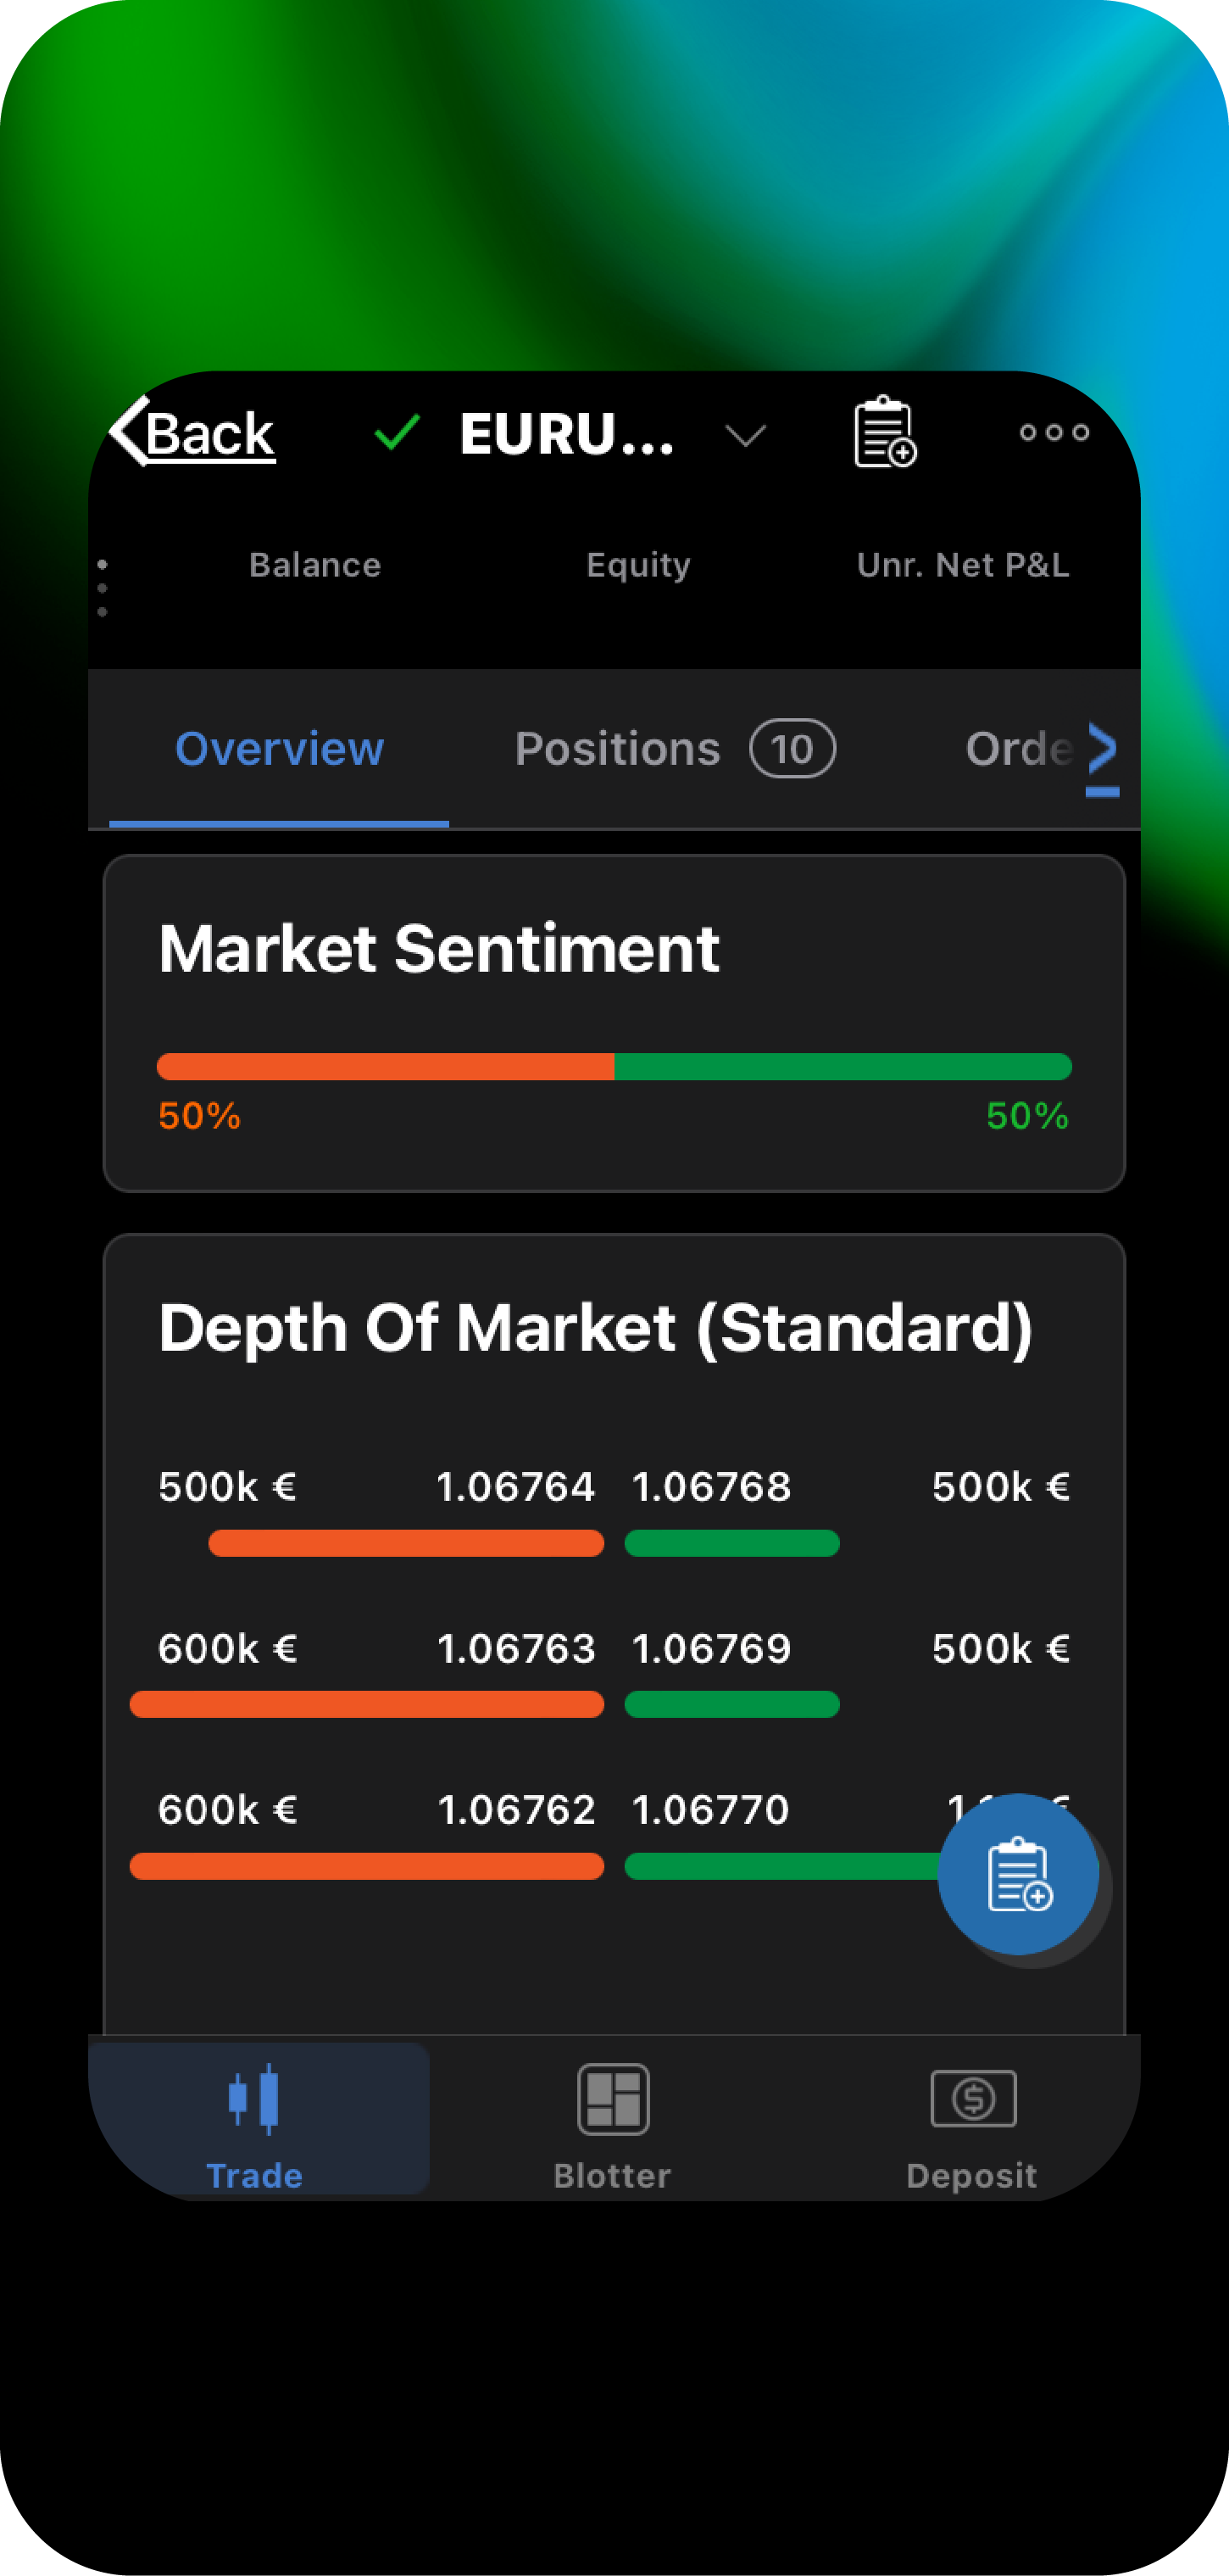 Back EURU...
Balance Equity Unr. Net P&L
Overview Positions 10 Orde
Market Sentiment
50% 50%
Depth Of Market (Standard)
500k € 1.06764 1.06768 500k €
600k € 1.06763 1.06769 500k €
600k € 1.06762 1.06770
Trade Blotter Deposit